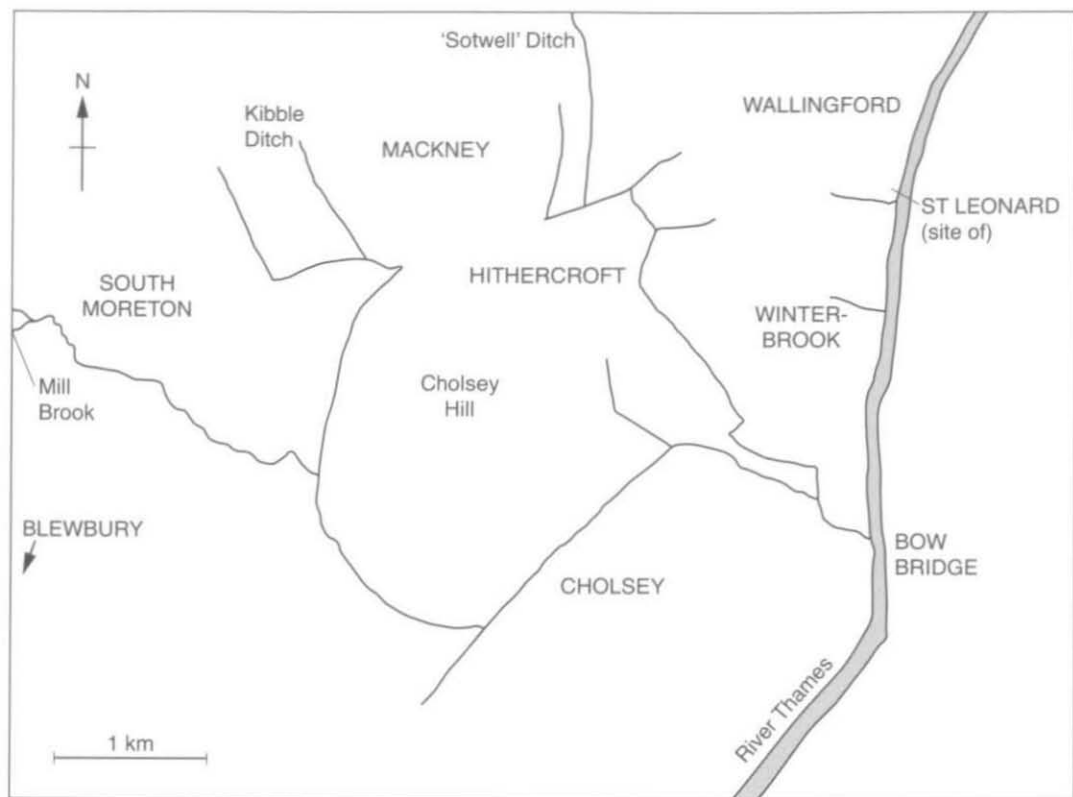 'Sotwell' Ditch
N
WALLINGFORD
Kibble
Ditch
MACKNEY
ST LEONARD
(site of)
SOUTH
MORETON
HITHERCROFT
WINTER-
BROOK
Mill
Brook
Cholsey
Hill
BLEWBURY
BOW
BRIDGE
CHOLSEY
River Thames
1 km